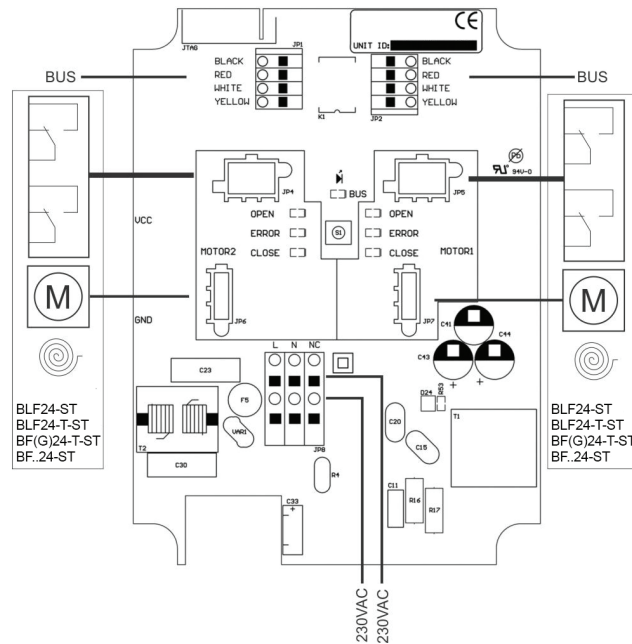 JTAG
CE
UNIT ID:
JP1
BLACK
RED
WHITE
YELLOW
K1
JP2
BLACK
RED
WHITE
YELLOW
BUS
BUS
JP4
JP5
94V-0
BUS
VCC
OPEN
ERROR
CLOSE
S1
OPEN
ERROR
CLOSE
MOTOR2
MOTOR1
M
M
GND
JP6
JP7
C41
C44
C43
L N NC
C23
F5
VAR1
T2
C30
JP8
R4
C33
D24
R53
C20
C15
T1
C11
R16
R17
BLF24-ST
BLF24-T-ST
BF(G)24-T-ST
BF..24-ST
BLF24-ST
BLF24-T-ST
BF(G)24-T-ST
BF..24-ST
230VAC
230VAC